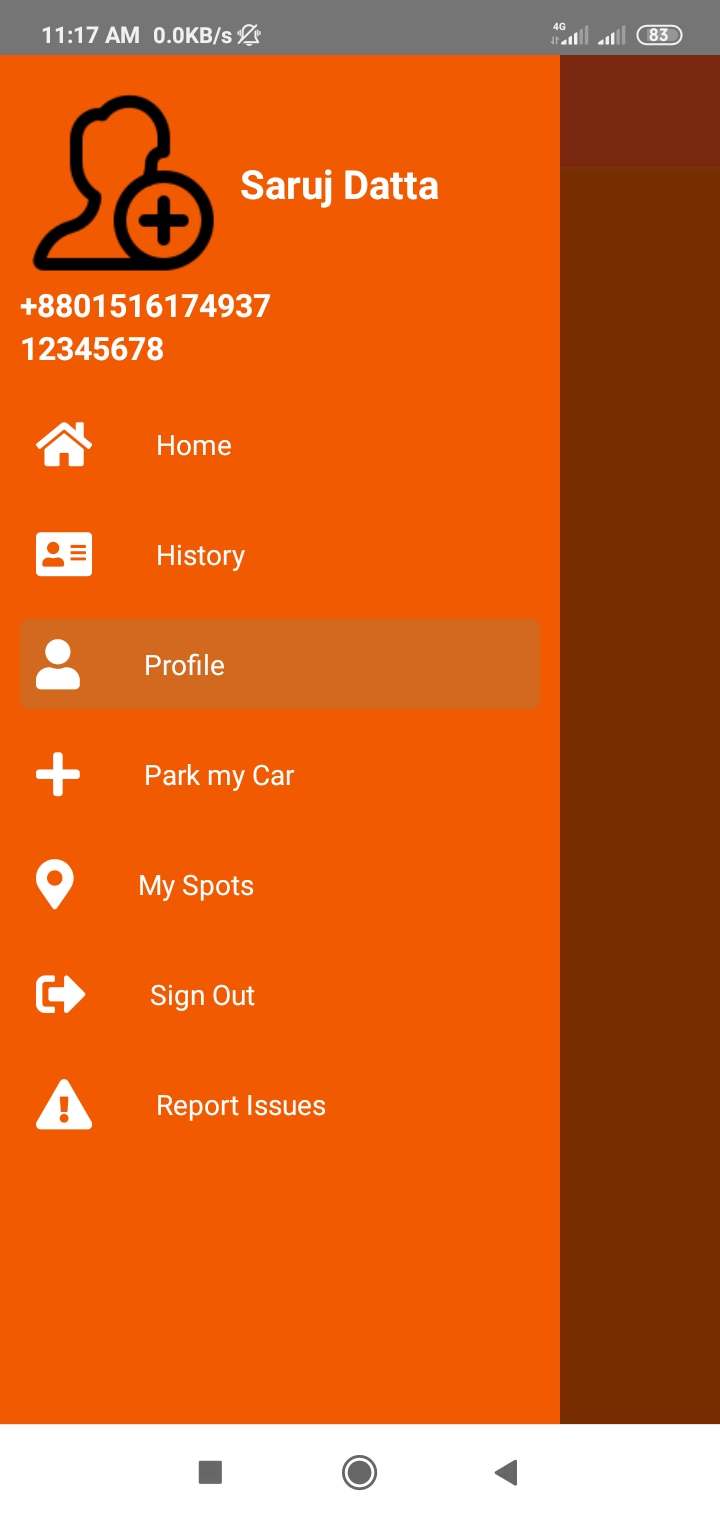 11:17 AM 0.0KB/s 4G 83
Saruj Datta
+8801516174937
12345678
Home
History
Profile
Park my Car
My Spots
Sign Out
Report Issues